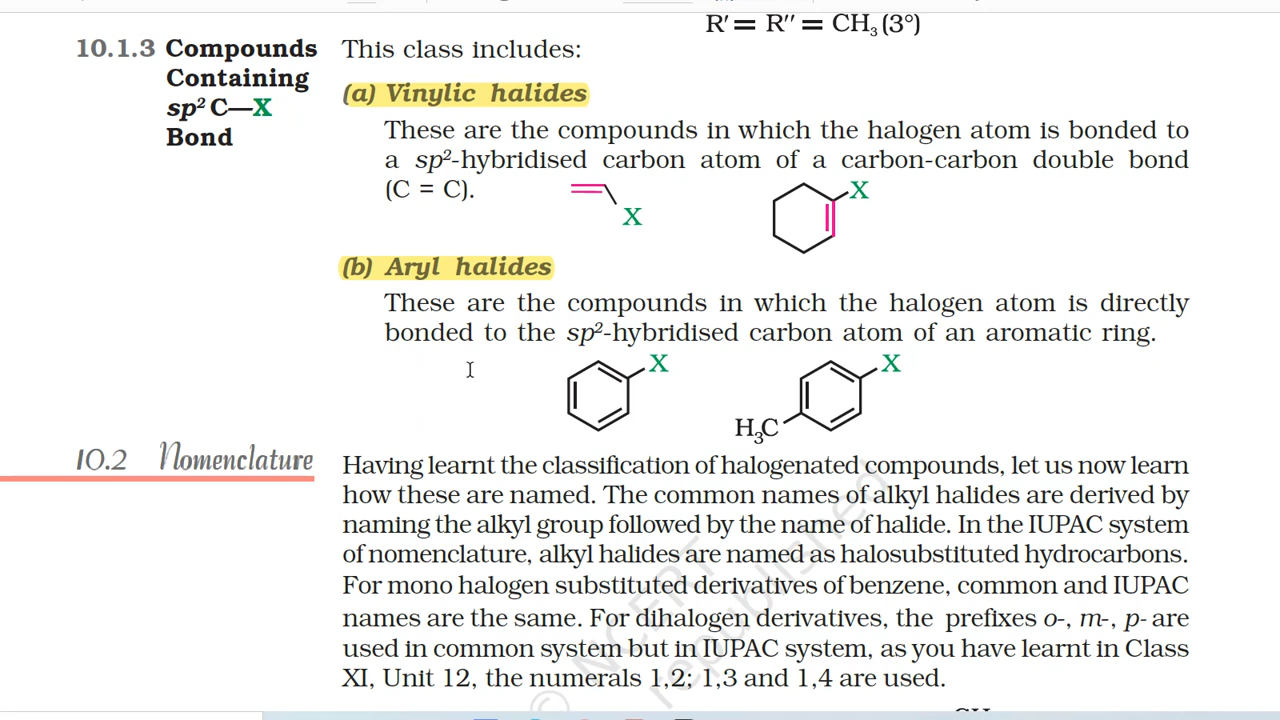 R′ = R′′ = CH3 (3°)
10.1.3 Compounds
Containing
sp2 C—X
Bond
This class includes:
(a) Vinylic halides
These are the compounds in which the halogen atom is bonded to
a sp2-hybridised carbon atom of a carbon-carbon double bond
(C = C).
X
X
(b) Aryl halides
These are the compounds in which the halogen atom is directly
bonded to the sp2-hybridised carbon atom of an aromatic ring.
X
X
H3C
10.2 Nomenclature
Having learnt the classification of halogenated compounds, let us now learn
how these are named. The common names of alkyl halides are derived by
naming the alkyl group followed by the name of halide. In the IUPAC system
of nomenclature, alkyl halides are named as halosubstituted hydrocarbons.
For mono halogen substituted derivatives of benzene, common and IUPAC
names are the same. For dihalogen derivatives, the prefixes o-, m-, p- are
used in common system but in IUPAC system, as you have learnt in Class
XI, Unit 12, the numerals 1,2; 1,3 and 1,4 are used.
© NCERT
republished